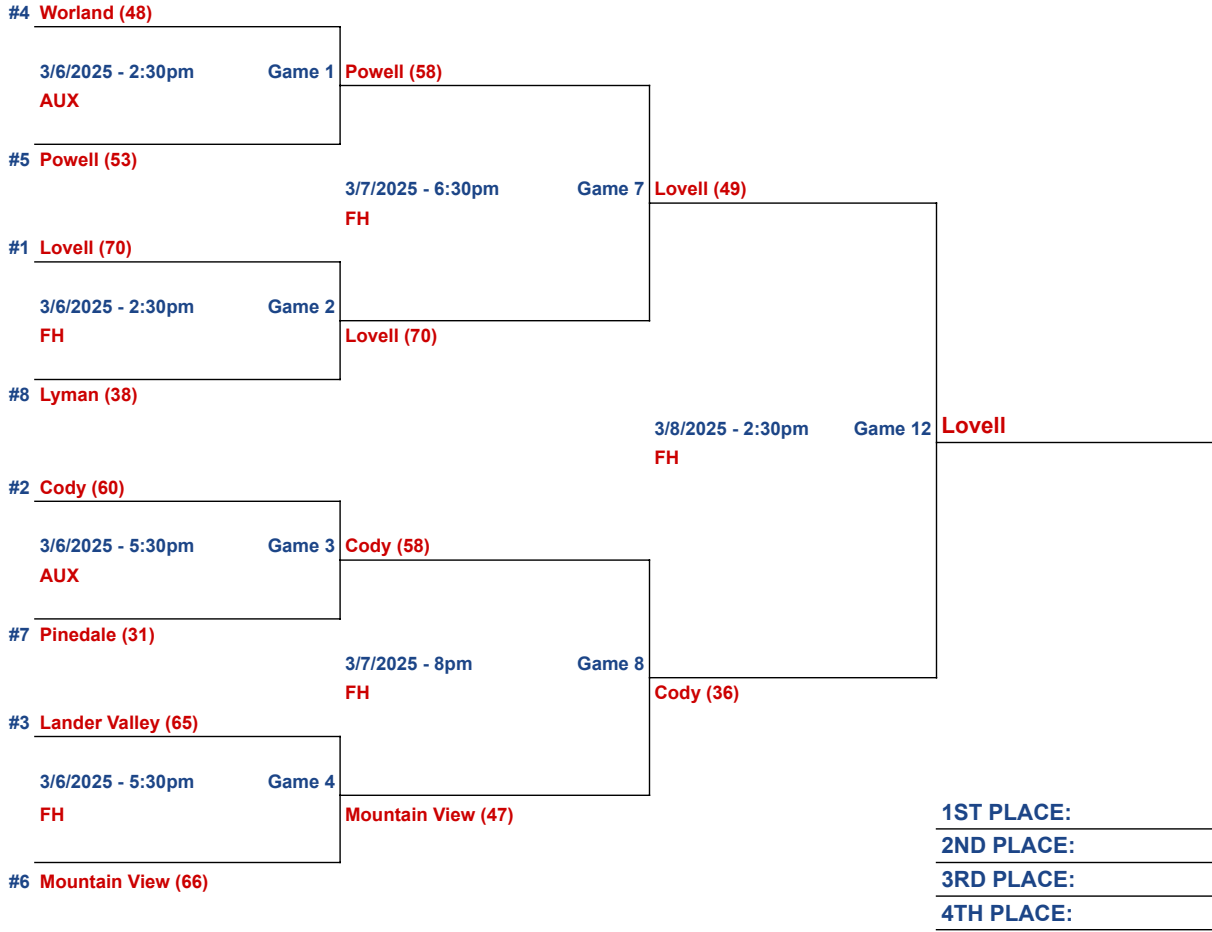 #4 Worland (48)
3/6/2025 - 2:30pm Game 1 Powell (58)
AUX
#5 Powell (53)
3/7/2025 - 6:30pm Game 7 Lovell (49)
FH
#1 Lovell (70)
3/6/2025 - 2:30pm Game 2
FH Lovell (70)
#8 Lyman (38)
3/8/2025 - 2:30pm Game 12 Lovell
FH
#2 Cody (60)
3/6/2025 - 5:30pm Game 3 Cody (58)
AUX
#7 Pinedale (31)
3/7/2025 - 8pm Game 8
FH Cody (36)
#3 Lander Valley (65)
3/6/2025 - 5:30pm Game 4
FH Mountain View (47)
#6 Mountain View (66)
1ST PLACE:
2ND PLACE:
3RD PLACE:
4TH PLACE: